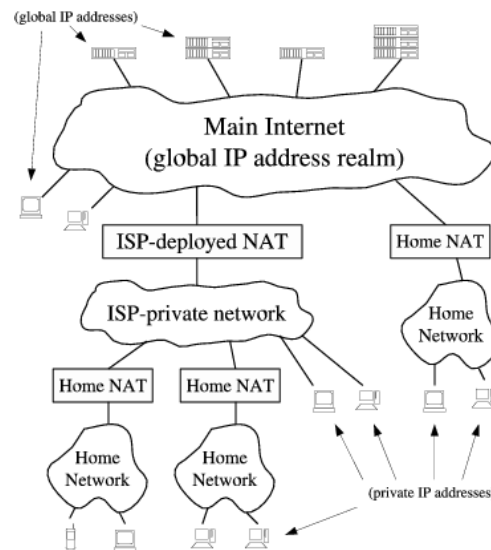 (global IP addresses)
Main Internet
(global IP address realm)
ISP-deployed NAT
Home NAT
ISP-private network
Home
Network
Home NAT
Home NAT
Home
Network
Home
Network
(private IP addresses